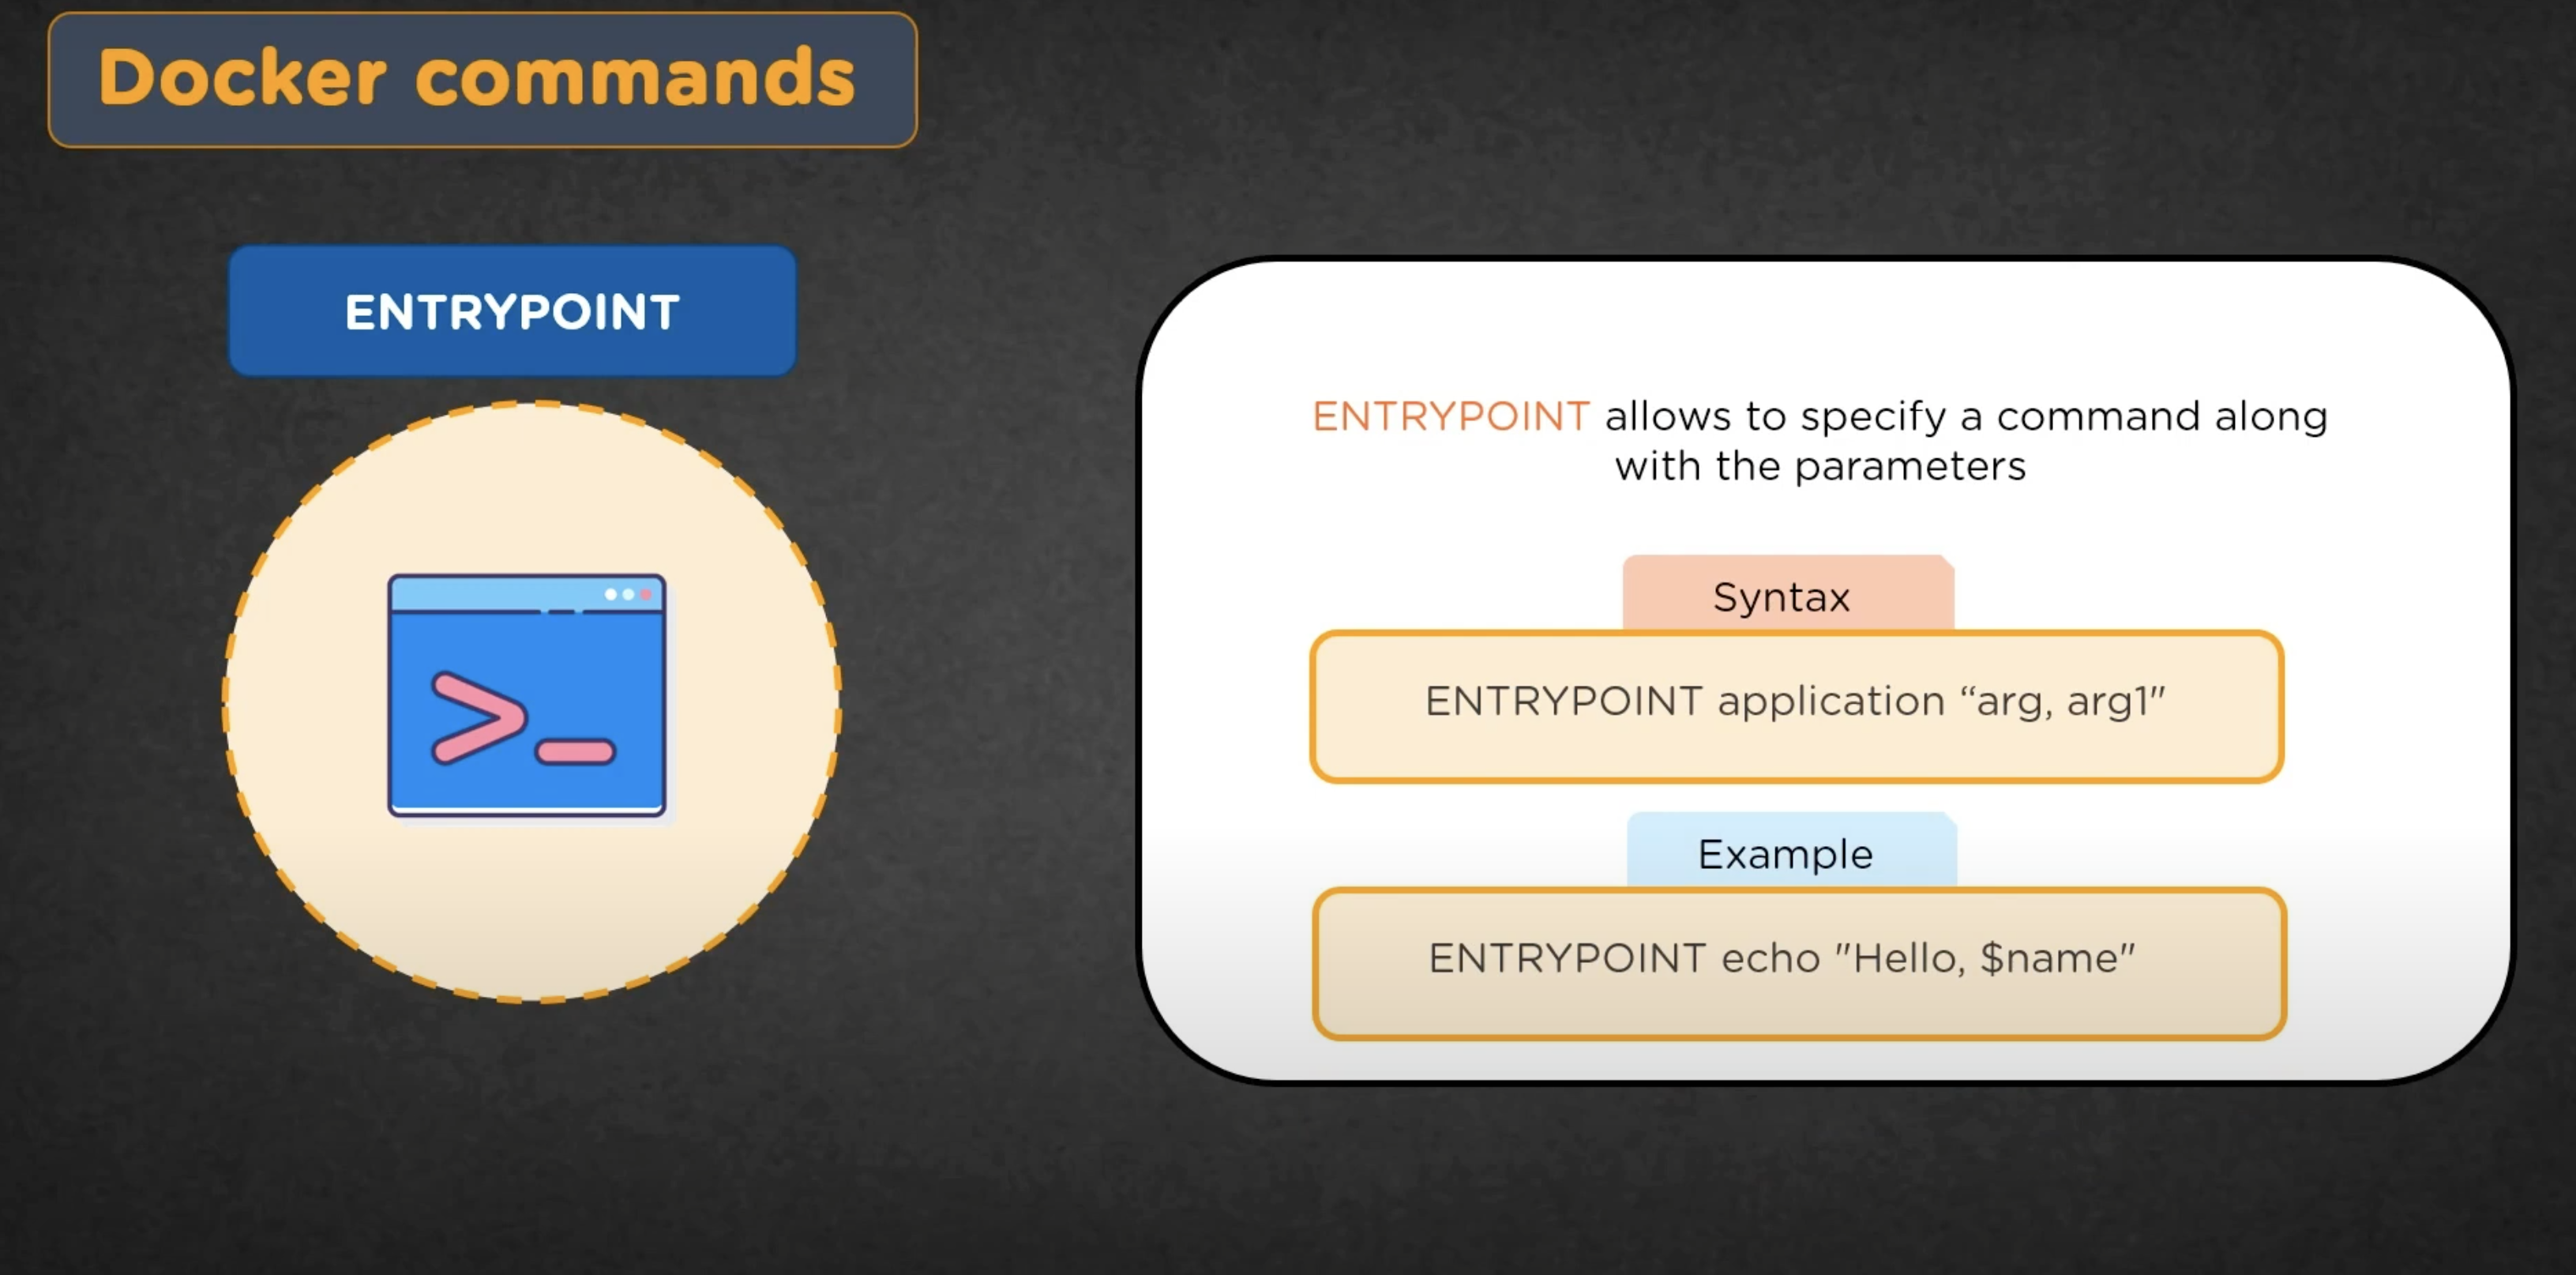 Docker commands
ENTRYPOINT
ENTRYPOINT allows to specify a command along
with the parameters
Syntax
ENTRYPOINT application “arg, arg1"
Example
ENTRYPOINT echo "Hello, $name"